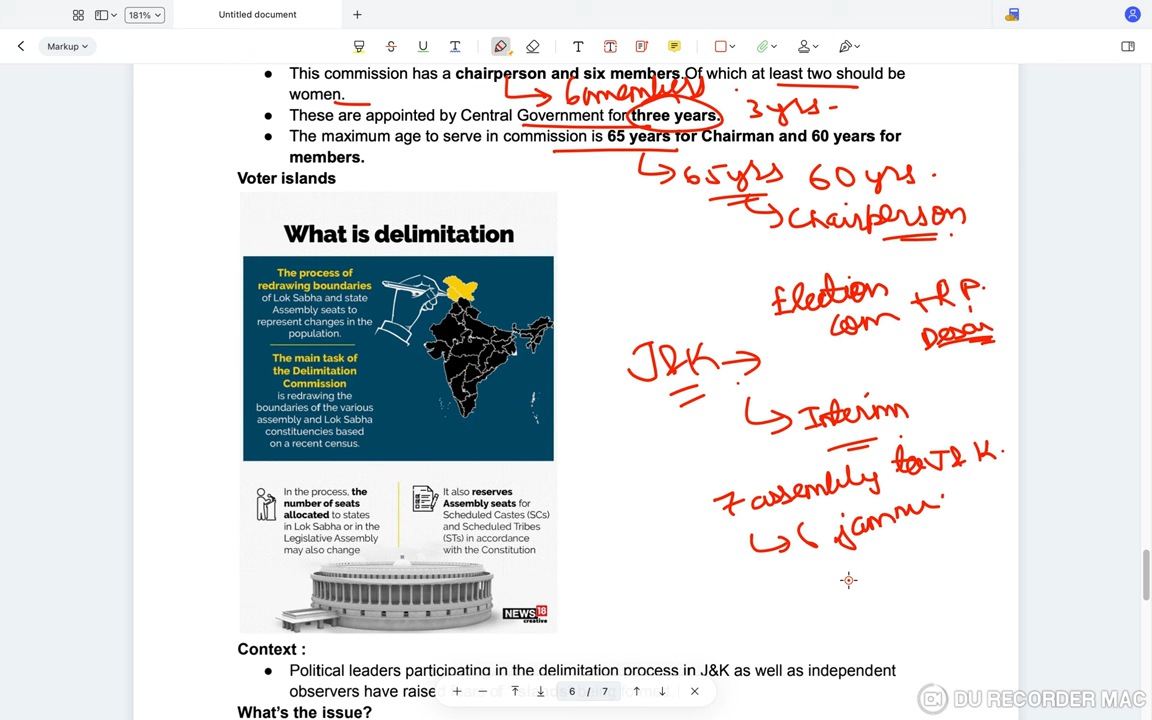 181%
Untitled document
Markup
This commission has a chairperson and six members.Of which at least two should be
women.
6 members
These are appointed by Central Government for three years.
3 yrs.
The maximum age to serve in commission is 65 years for Chairman and 60 years for
members.
65 yrs 60 yrs.
Chairperson
Voter islands
What is delimitation
The process of
redrawing boundaries
of Lok Sabha and state
Assembly seats to
represent changes in the
population.
The main task of
the Delimitation
Commission
is redrawing the
boundaries of the various
assembly and Lok Sabha
constituencies based
on a recent census.
Election
com
+RP.
J&K →
Interim
7 assembly to J&K.
6 jammu
In the process, the
number of seats
allocated to states
in Lok Sabha or in the
Legislative Assembly
may also change
It also reserves
Assembly seats for
Scheduled Castes (SCs)
and Scheduled Tribes
(STs) in accordance
with the Constitution
NEWS18
creative
Context :
Political leaders participating in the delimitation process in J&K as well as independent
observers have raise
6 / 7
What's the issue?
DU RECORDER MAC